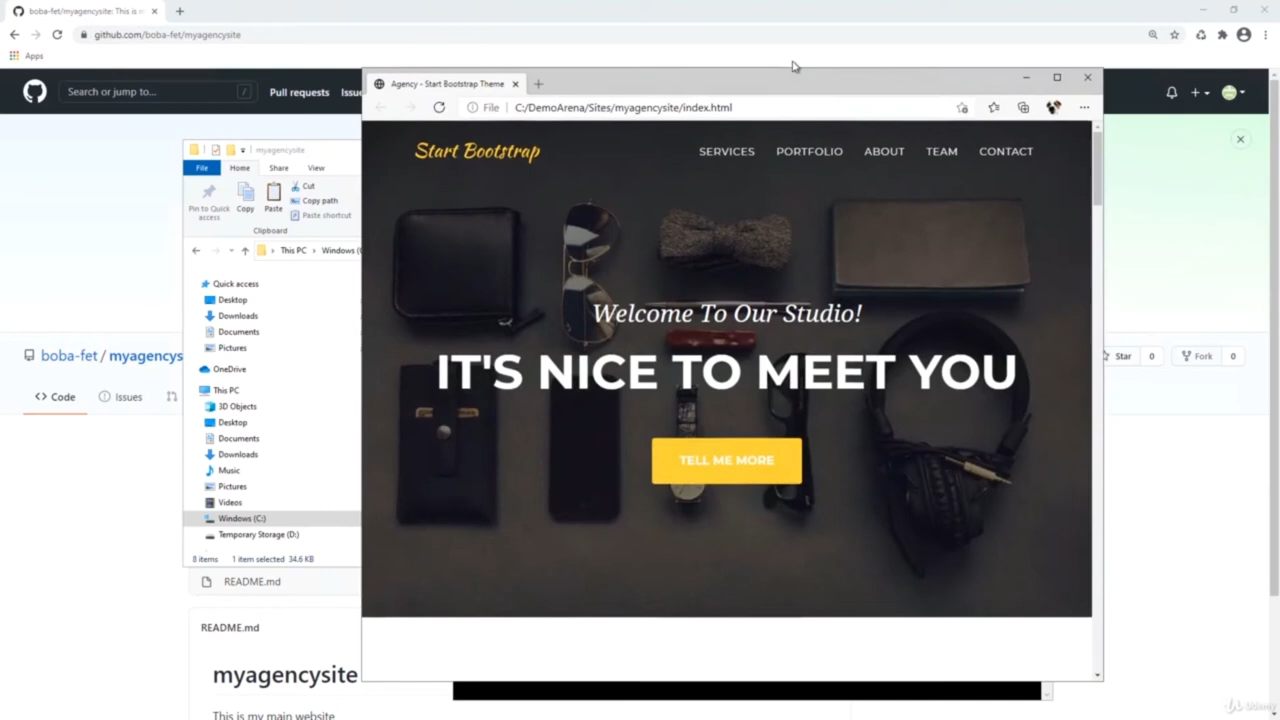 boba-fet/myagencysite: This is m
github.com/boba-fet/myagencysite
Apps
Search or jump to...
/
Pull requests
Issue
Agency - Start Bootstrap Theme
File
C:/DemoArena/Sites/myagencysite/index.html
Start Bootstrap
SERVICES
PORTFOLIO
ABOUT
TEAM
CONTACT
Welcome To Our Studio!
IT'S NICE TO MEET YOU
TELL ME MORE
myagencysite
File
Home
Share
View
Pin to Quick access
Copy
Paste
Cut
Copy path
Paste shortcut
Clipboard
This PC
Windows (
Quick access
Desktop
Downloads
Documents
Pictures
OneDrive
This PC
3D Objects
Desktop
Documents
Downloads
Music
Pictures
Videos
Windows (C:)
Temporary Storage (D:)
8 items
1 item selected 34.6 KB
boba-fet / myagencys
Star 0
Fork 0
Code
Issues
README.md
README.md
myagencysite
This is my main website
Udemy